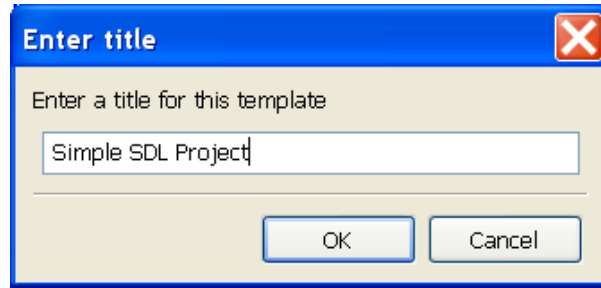 Enter title
Enter a title for this template
Simple SDL Project
OK
Cancel